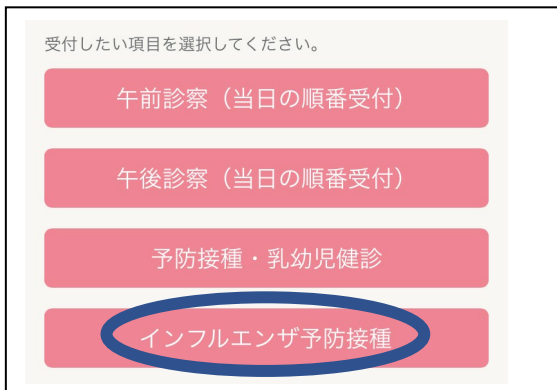 受付したい項目を選択してください。
午前診察（当日の順番受付）
午後診察（当日の順番受付）
予防接種・乳幼児健診
インフルエンザ予防接種